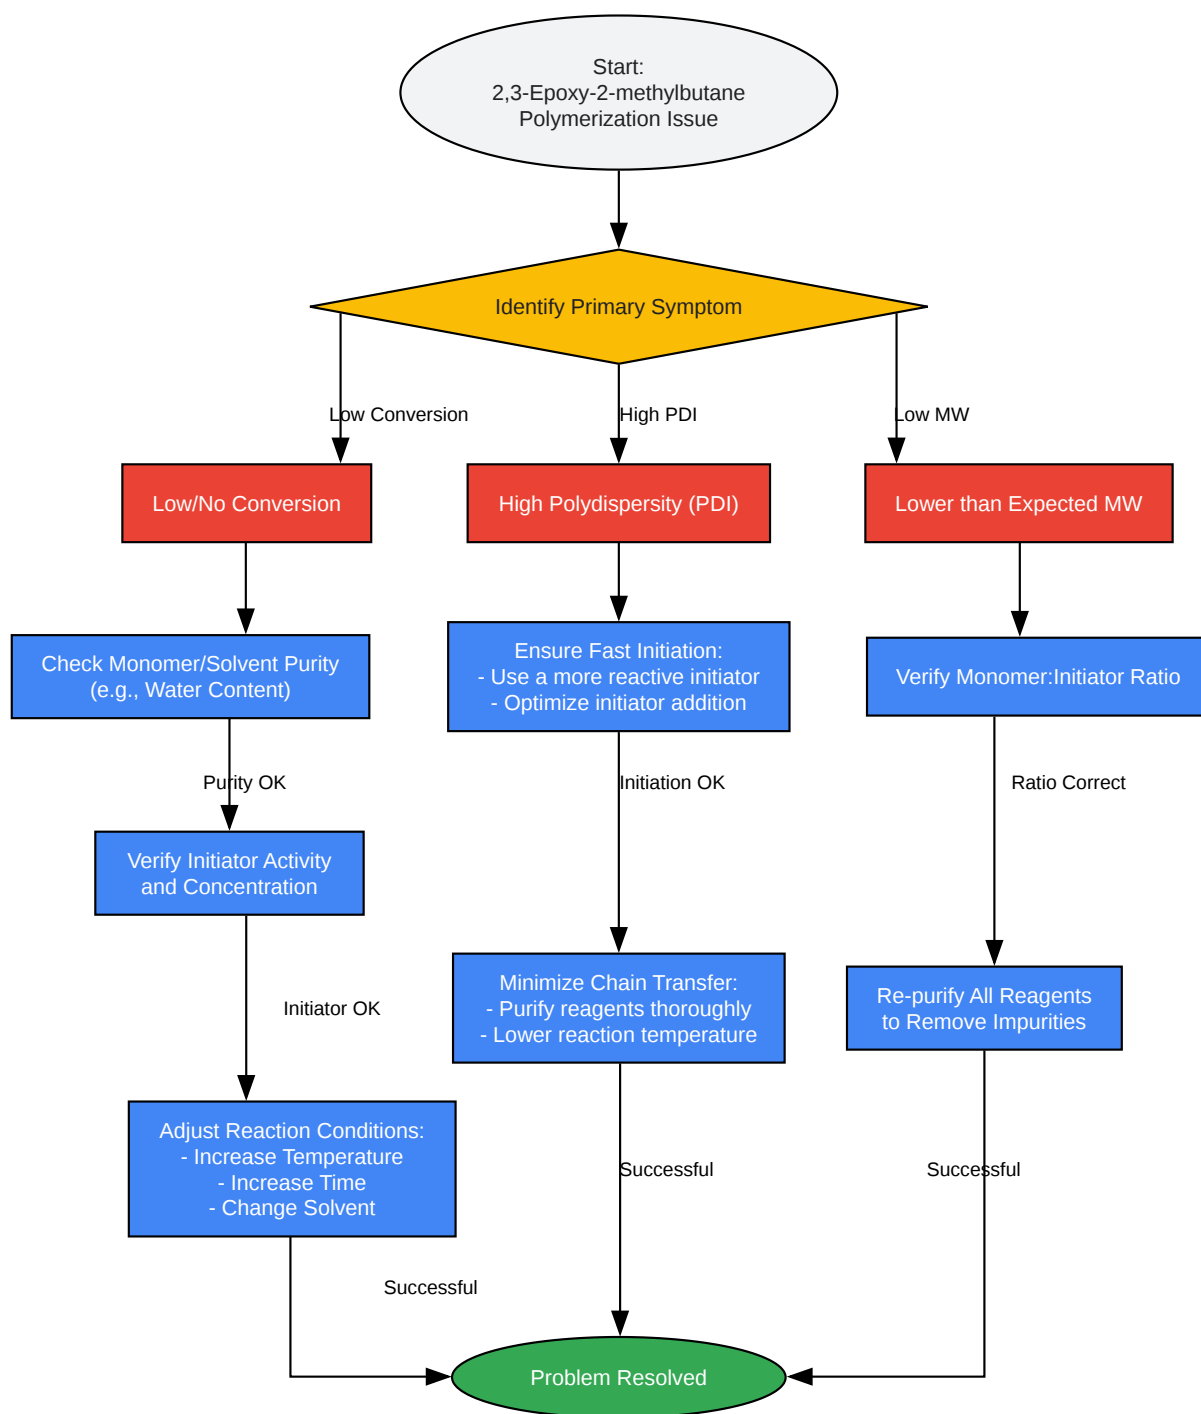 Start:
2,3-Epoxy-2-methylbutane
Polymerization Issue
Identify Primary Symptom
Low Conversion
High PDI
Low MW
Low/No Conversion
High Polydispersity (PDI)
Lower than Expected MW
Check Monomer/Solvent Purity
(e.g., Water Content)
Ensure Fast Initiation:
- Use a more reactive initiator
- Optimize initiator addition
Verify Monomer:Initiator Ratio
Purity OK
Initiation OK
Ratio Correct
Verify Initiator Activity
and Concentration
Minimize Chain Transfer:
- Purify reagents thoroughly
- Lower reaction temperature
Re-purify All Reagents
to Remove Impurities
Initiator OK
Adjust Reaction Conditions:
- Increase Temperature
- Increase Time
- Change Solvent
Successful
Successful
Successful
Problem Resolved